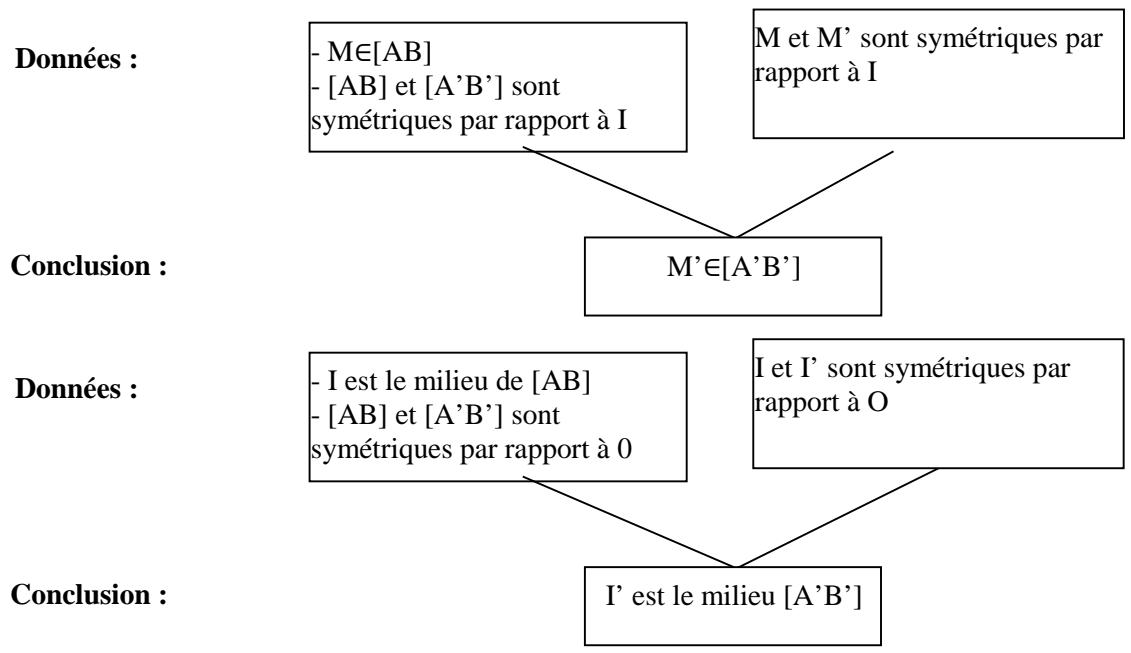 Données :
- M∈[AB]
- [AB] et [A’B’] sont
symétriques par rapport à I
M et M’ sont symétriques par
rapport à I
Conclusion :
M’∈[A’B’]
Données :
- I est le milieu de [AB]
- [AB] et [A’B’] sont
symétriques par rapport à 0
I et I’ sont symétriques par
rapport à O
Conclusion :
I’ est le milieu [A’B’]